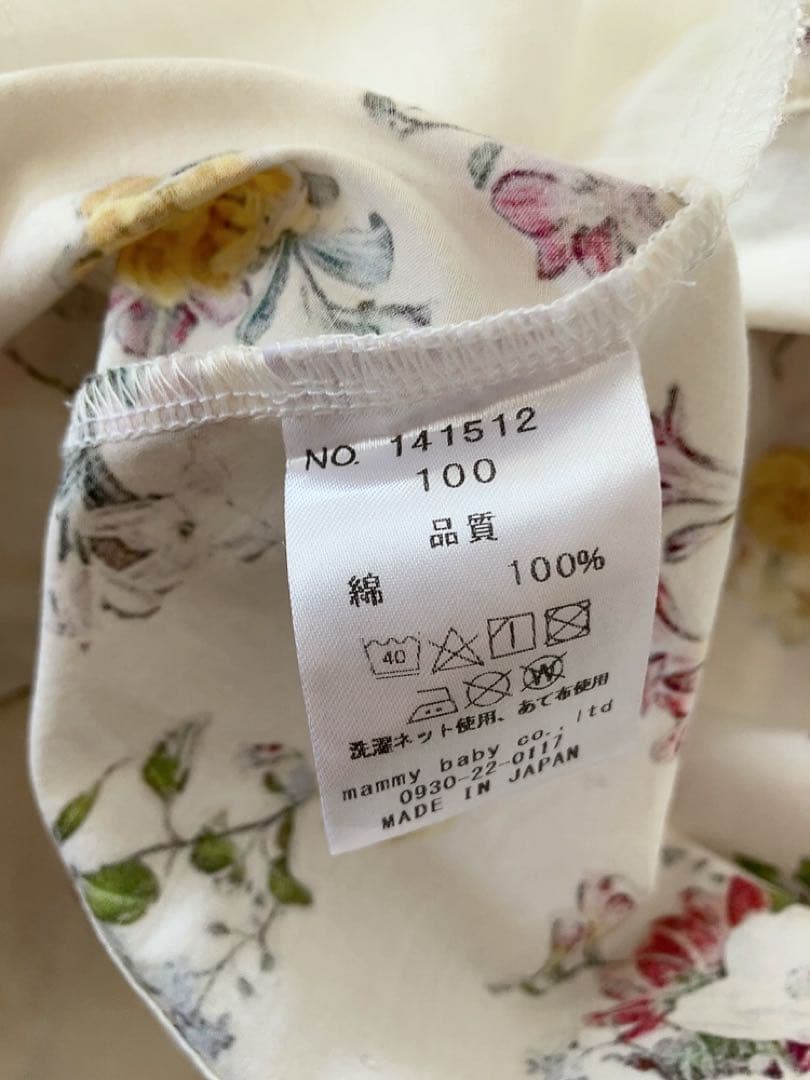 NO. 141512
100
品質
綿 100%
40
W
洗濯ネット使用、あて布使用
mammy baby co., ltd
0930-22-0117
MADE IN JAPAN